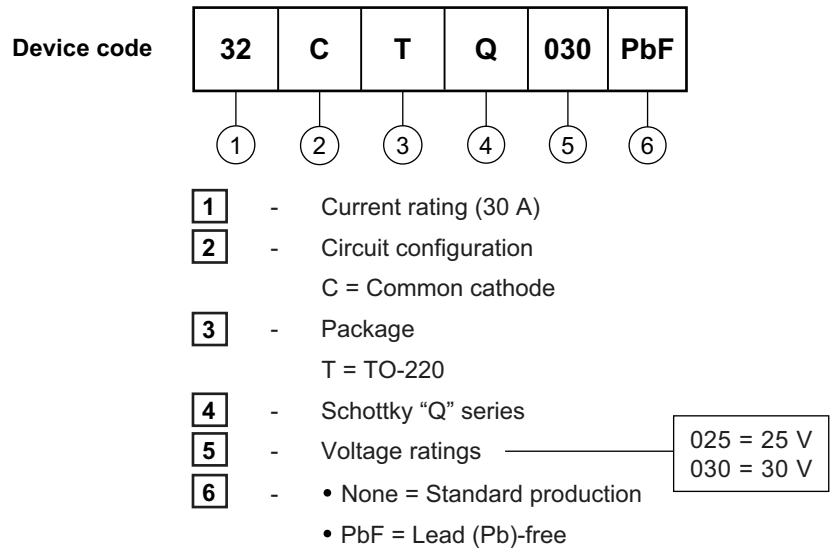 Device code 32 C T Q 030 PbF
1 2 3 4 5 6
1 - Current rating (30 A)
2 - Circuit configuration
C = Common cathode
3 - Package
T = TO-220
4 - Schottky “Q” series
5 - Voltage ratings
025 = 25 V
030 = 30 V
6 - • None = Standard production
• PbF = Lead (Pb)-free